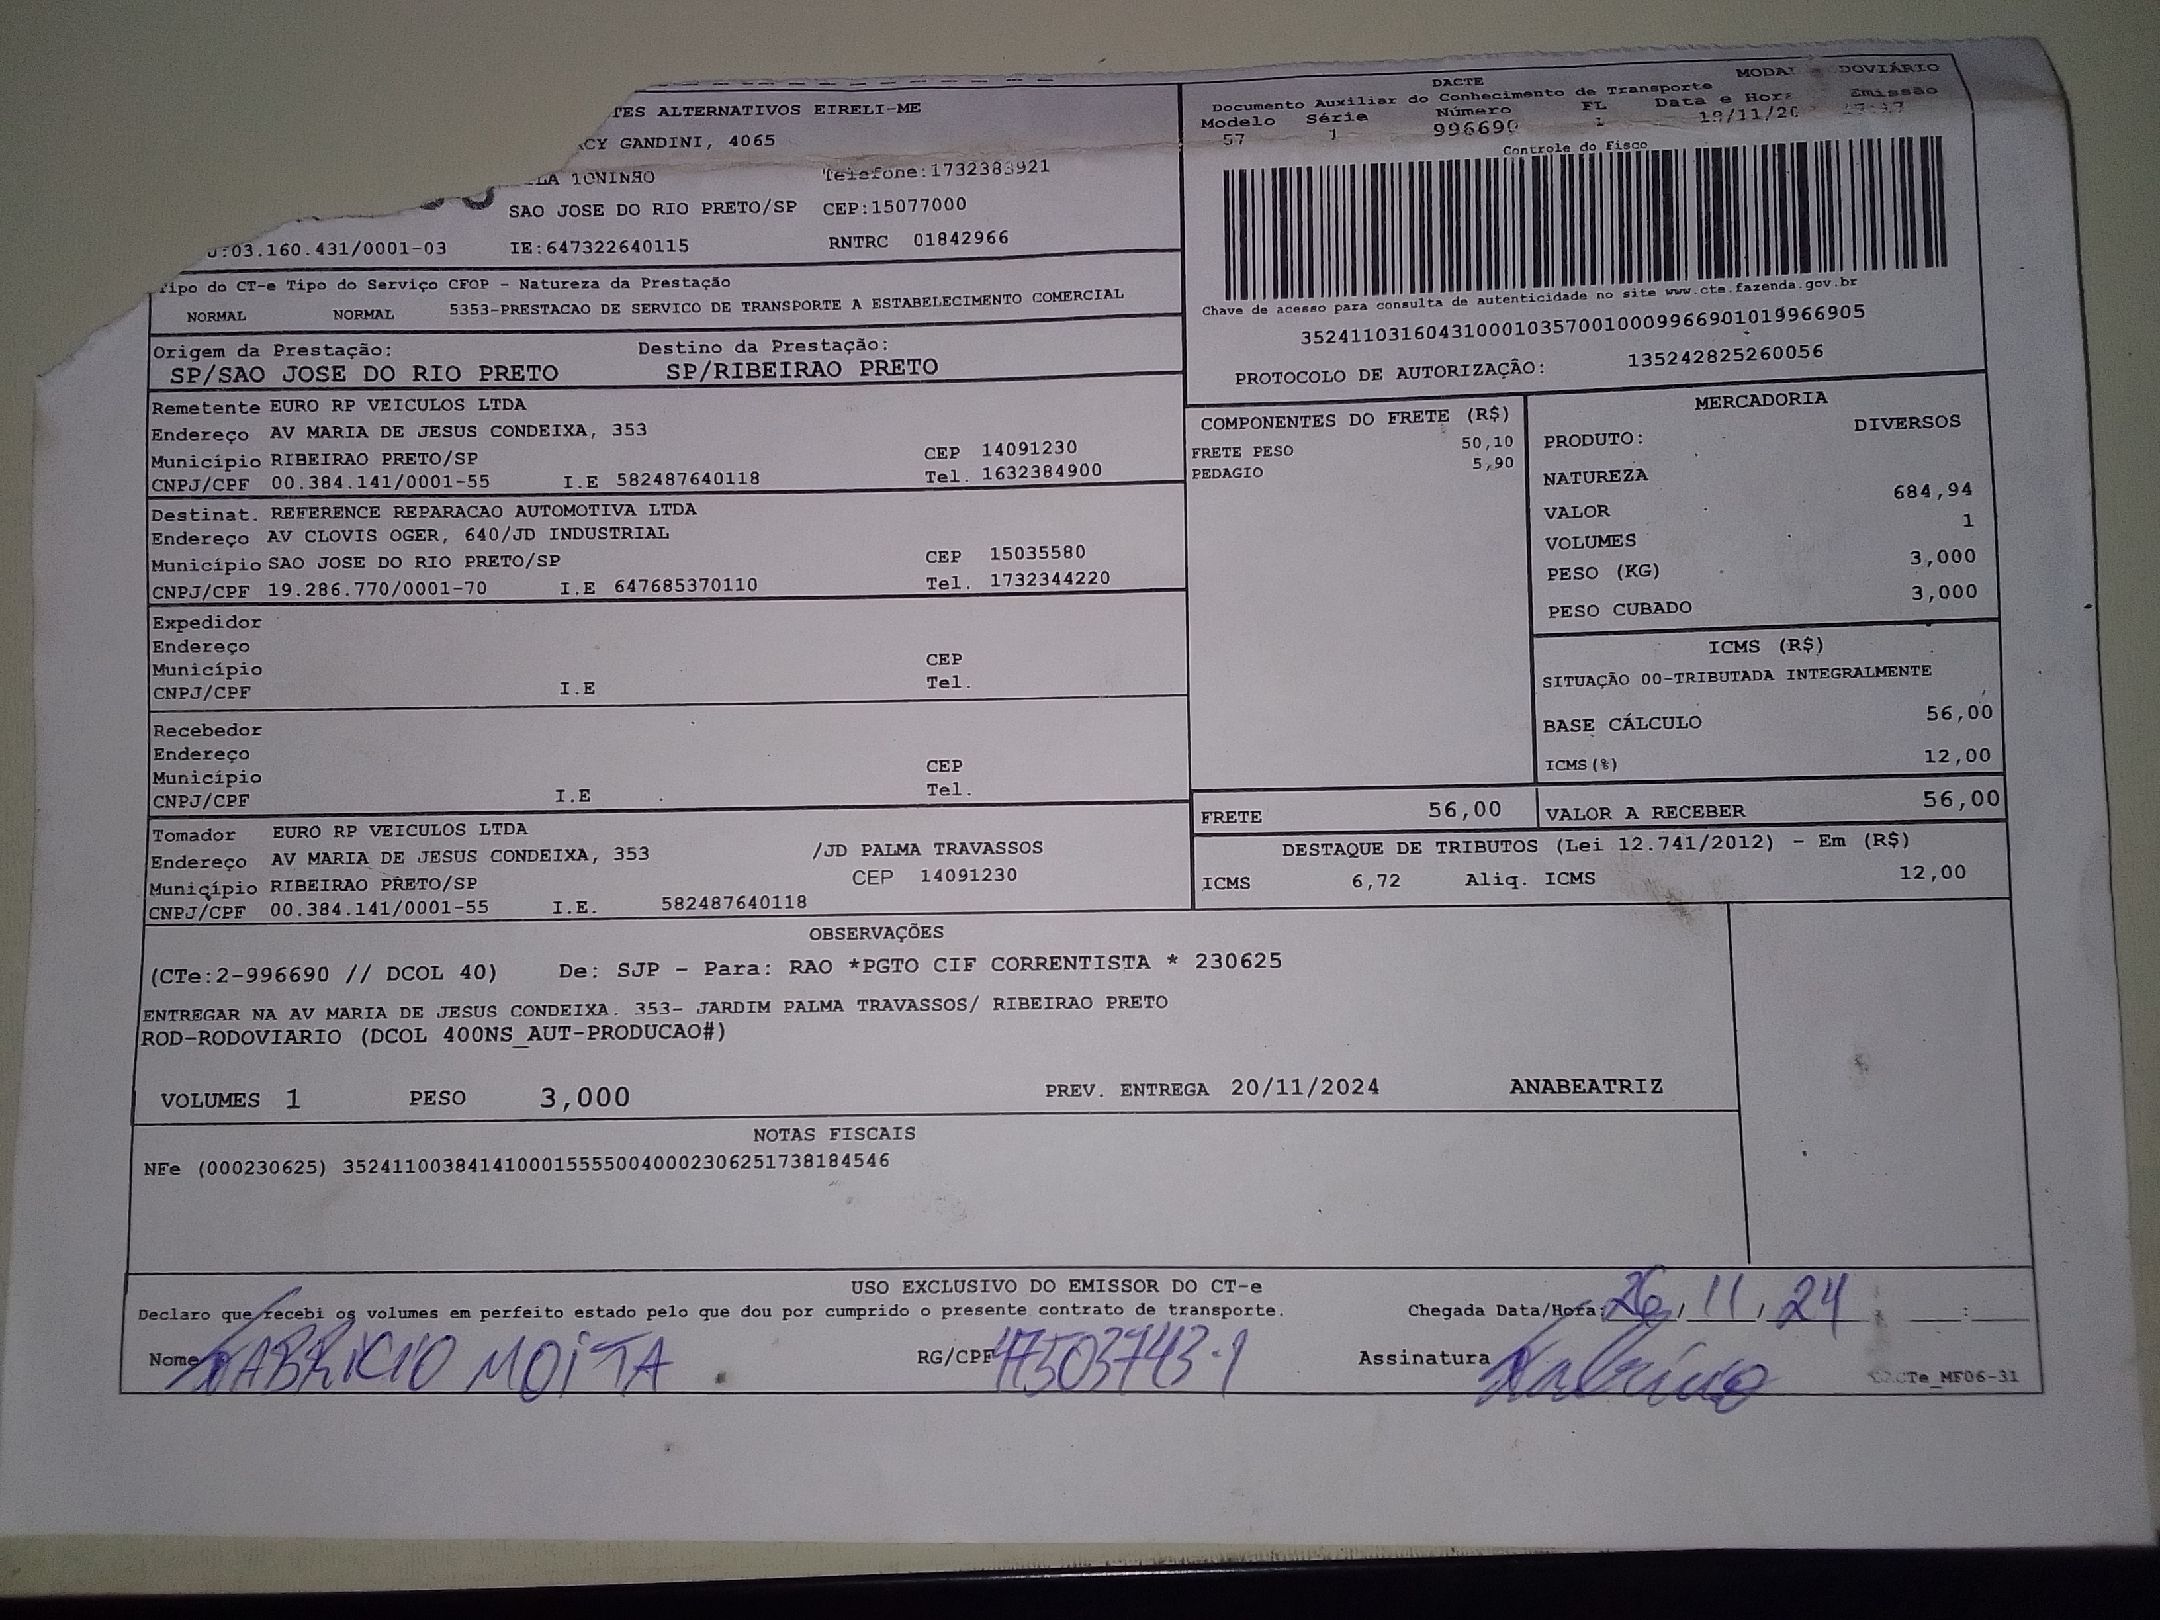 ALTERNATIVOS EIRELI-ME
GANDINI, 4065
TONINHO Telefone:1732383921
SAO JOSE DO RIO PRETO/SP CEP:15077000
:03.160.431/0001-03 IE:647322640115 RNTRC 01842966
Tipo do CT-e Tipo do Serviço CFOP - Natureza da Prestação
NORMAL NORMAL 5353-PRESTACAO DE SERVICO DE TRANSPORTE A ESTABELECIMENTO COMERCIAL
Origem da Prestação: Destino da Prestação:
SP/SAO JOSE DO RIO PRETO SP/RIBEIRAO PRETO
DACTE
Documento Auxiliar do Conhecimento de Transporte
Modelo Série Número FL Data e Hora Emissão
57 1 996690 1
Controle do Fisco
Chave de acesso para consulta de autenticidade no site www.cte.fazenda.gov.br
35241103160431000103570010009966901019966905
PROTOCOLO DE AUTORIZAÇÃO: 135242825260056
Remetente EURO RP VEICULOS LTDA
Endereço AV MARIA DE JESUS CONDEIXA, 353
Município RIBEIRAO PRETO/SP CEP 14091230
CNPJ/CPF 00.384.141/0001-55 I.E 582487640118 Tel. 1632384900
Destinat. REFERENCE REPARACAO AUTOMOTIVA LTDA
Endereço AV CLOVIS OGER, 640/JD INDUSTRIAL
Município SAO JOSE DO RIO PRETO/SP CEP 15035580
CNPJ/CPF 19.286.770/0001-70 I.E 647685370110 Tel. 1732344220
Expedidor
Endereço
Município CEP
CNPJ/CPF I.E Tel.
Recebedor
Endereço
Município CEP
CNPJ/CPF I.E Tel.
Tomador EURO RP VEICULOS LTDA
Endereço AV MARIA DE JESUS CONDEIXA, 353 /JD PALMA TRAVASSOS
Município RIBEIRAO PRETO/SP CEP 14091230
CNPJ/CPF 00.384.141/0001-55 I.E. 582487640118
COMPONENTES DO FRETE (R$)
FRETE PESO 50,10
PEDAGIO 5,90
MERCADORIA
PRODUTO: DIVERSOS
NATUREZA
VALOR 684,94
VOLUMES 1
PESO (KG) 3,000
PESO CUBADO 3,000
ICMS (R$)
SITUAÇÃO 00-TRIBUTADA INTEGRALMENTE
BASE CÁLCULO 56,00
ICMS(%) 12,00
FRETE 56,00 VALOR A RECEBER 56,00
DESTAQUE DE TRIBUTOS (Lei 12.741/2012) - Em (R$)
ICMS 6,72 Aliq. ICMS 12,00
OBSERVAÇÕES
(CTe:2-996690 // DCOL 40) De: SJP - Para: RAO *PGTO CIF CORRENTISTA * 230625
ENTREGAR NA AV MARIA DE JESUS CONDEIXA. 353- JARDIM PALMA TRAVASSOS/ RIBEIRAO PRETO
ROD-RODOVIARIO (DCOL 400NS_AUT-PRODUCAO#)
VOLUMES 1 PESO 3,000 PREV. ENTREGA 20/11/2024 ANABEATRIZ
NOTAS FISCAIS
NFe (000230625) 35241100384141000155550040002306251738184546
USO EXCLUSIVO DO EMISSOR DO CT-e
Declaro que recebi os volumes em perfeito estado pelo que dou por cumprido o presente contrato de transporte. Chegada Data/Hora: 26/11/24 :
Nome FABRICIO MOITA RG/CPF 47503743-1 Assinatura Fabricio MF06-31